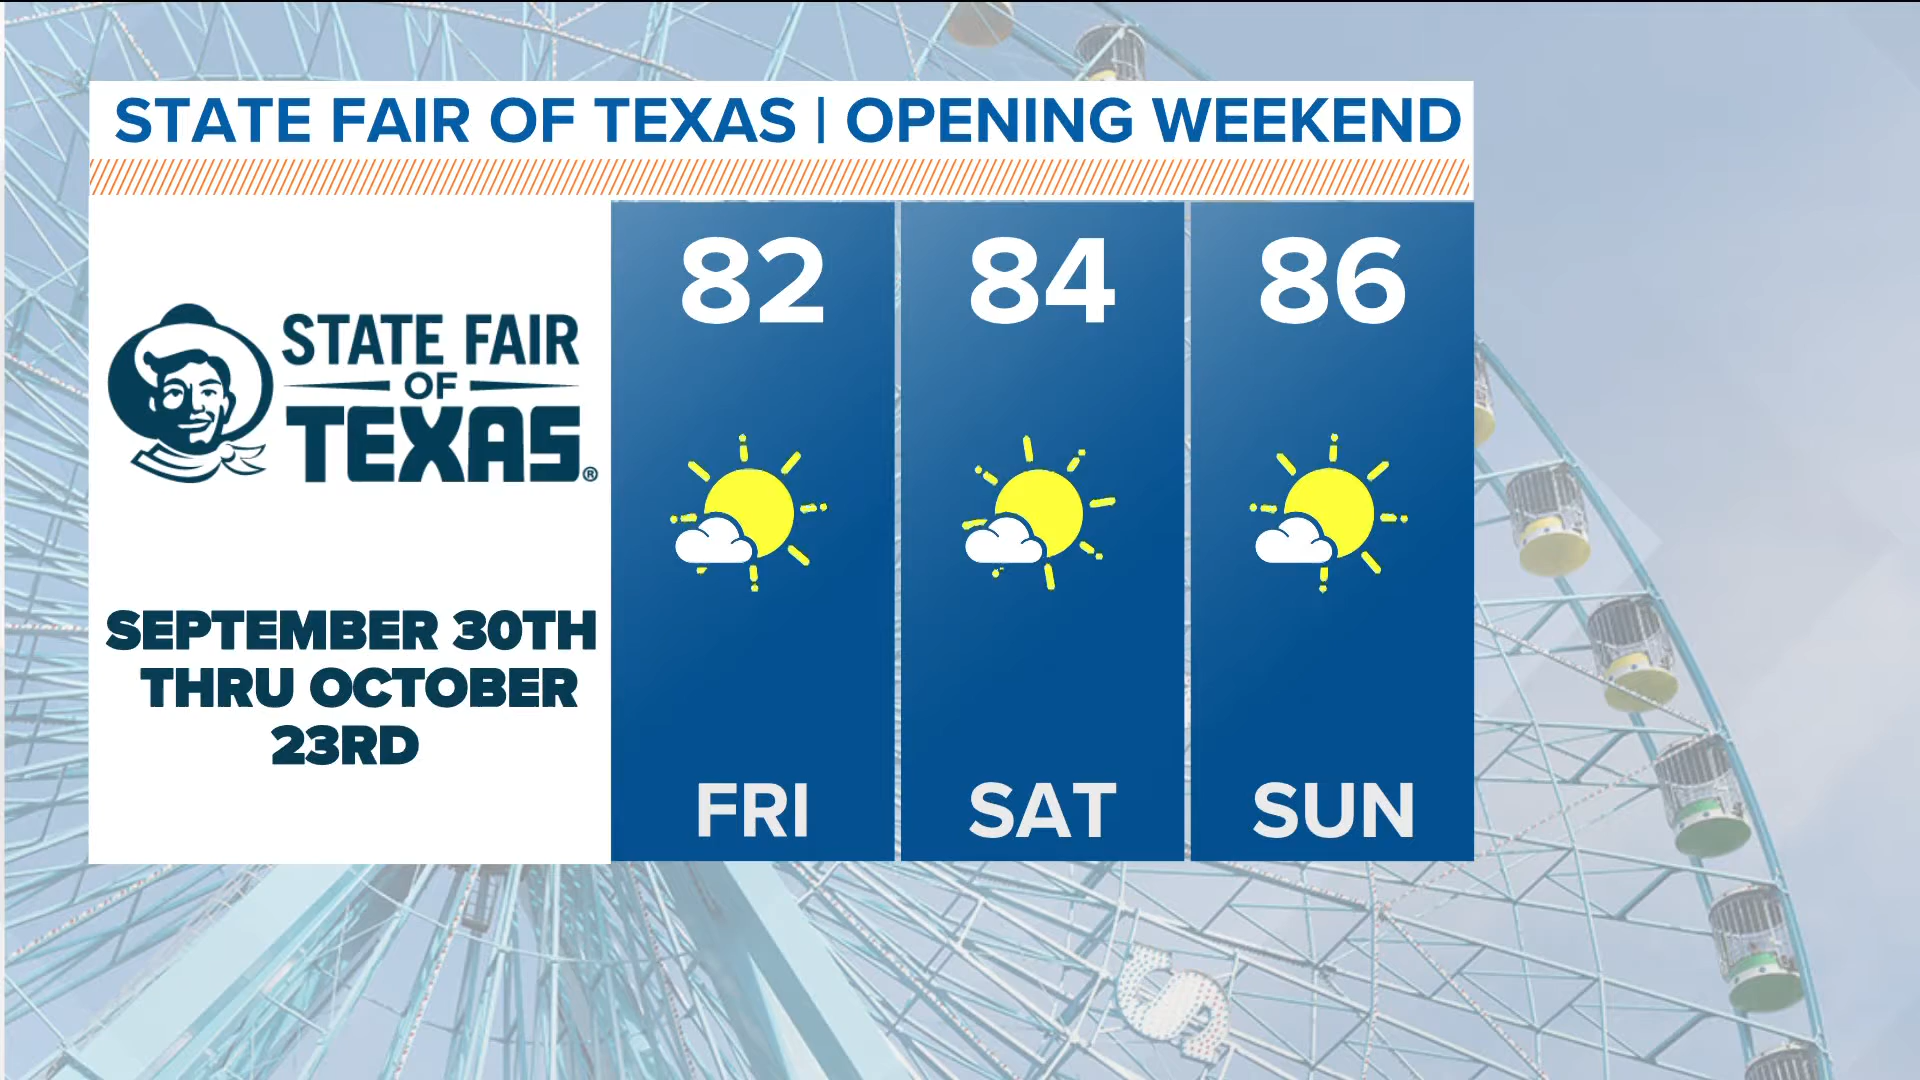 STATE FAIR OF TEXAS | OPENING WEEKEND
STATE FAIR
OF
TEXAS®
SEPTEMBER 30TH
THRU OCTOBER
23RD
82 84 86
FRI SAT SUN